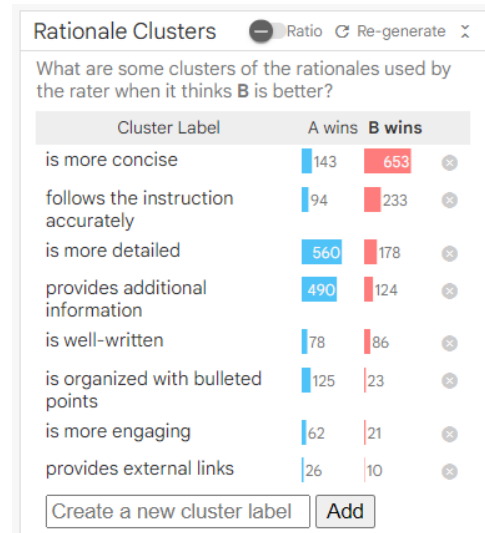 Rationale Clusters Ratio Re-generate
What are some clusters of the rationales used by
the rater when it thinks B is better?
Cluster Label A wins B wins
is more concise 143 653
follows the instruction 94 233
accurately
is more detailed 560 178
provides additional 490 124
information
is well-written 78 86
is organized with bulleted 125 23
points
is more engaging 62 21
provides external links 26 10
Create a new cluster label Add